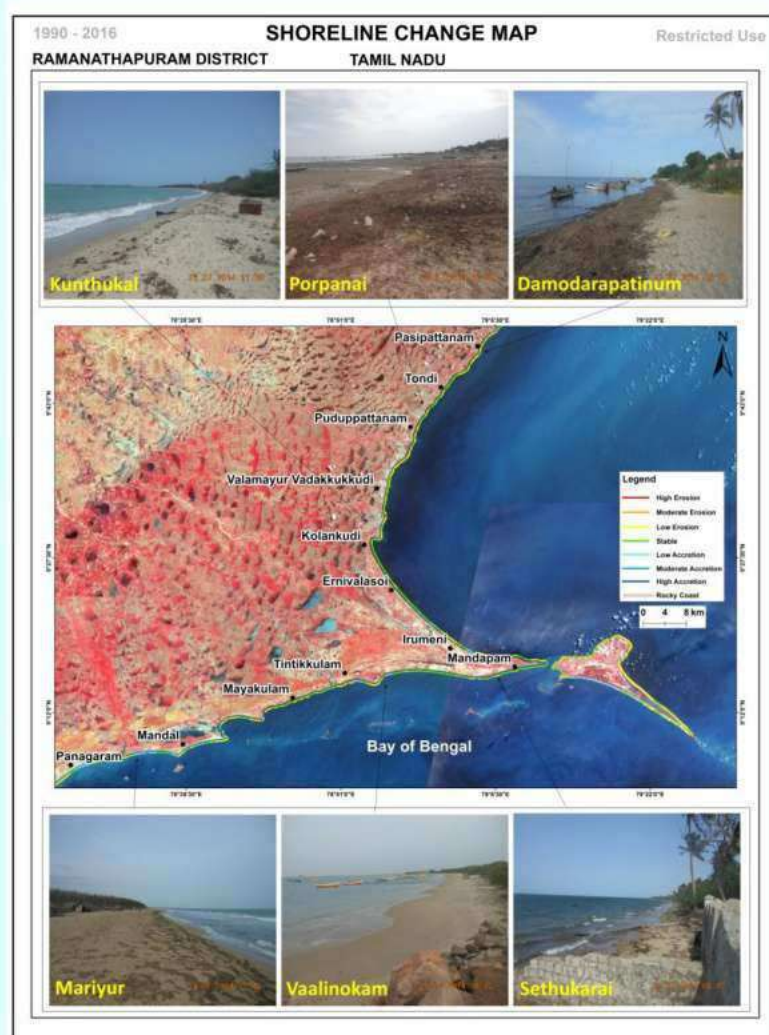 1990 - 2016
SHORELINE CHANGE MAP
Restricted Use
RAMANATHAPURAM DISTRICT
TAMIL NADU
Kunthukal
Porpanai
Damodarapatinum
N
Pasipattanam
Tondi
Puduppattanam
Valamayur Vadakkukkudi
Kolankudi
Ernivalasoi
Irumeni
Mandapam
Tintikkulam
Mayakulam
Mandal
Panagaram
Bay of Bengal
Legend
High Erosion
Moderate Erosion
Low Erosion
Stable
Low Accretion
Moderate Accretion
High Accretion
Rocky Coast
0 4 8 km
Mariyur
Vaalinokam
Sethukarai